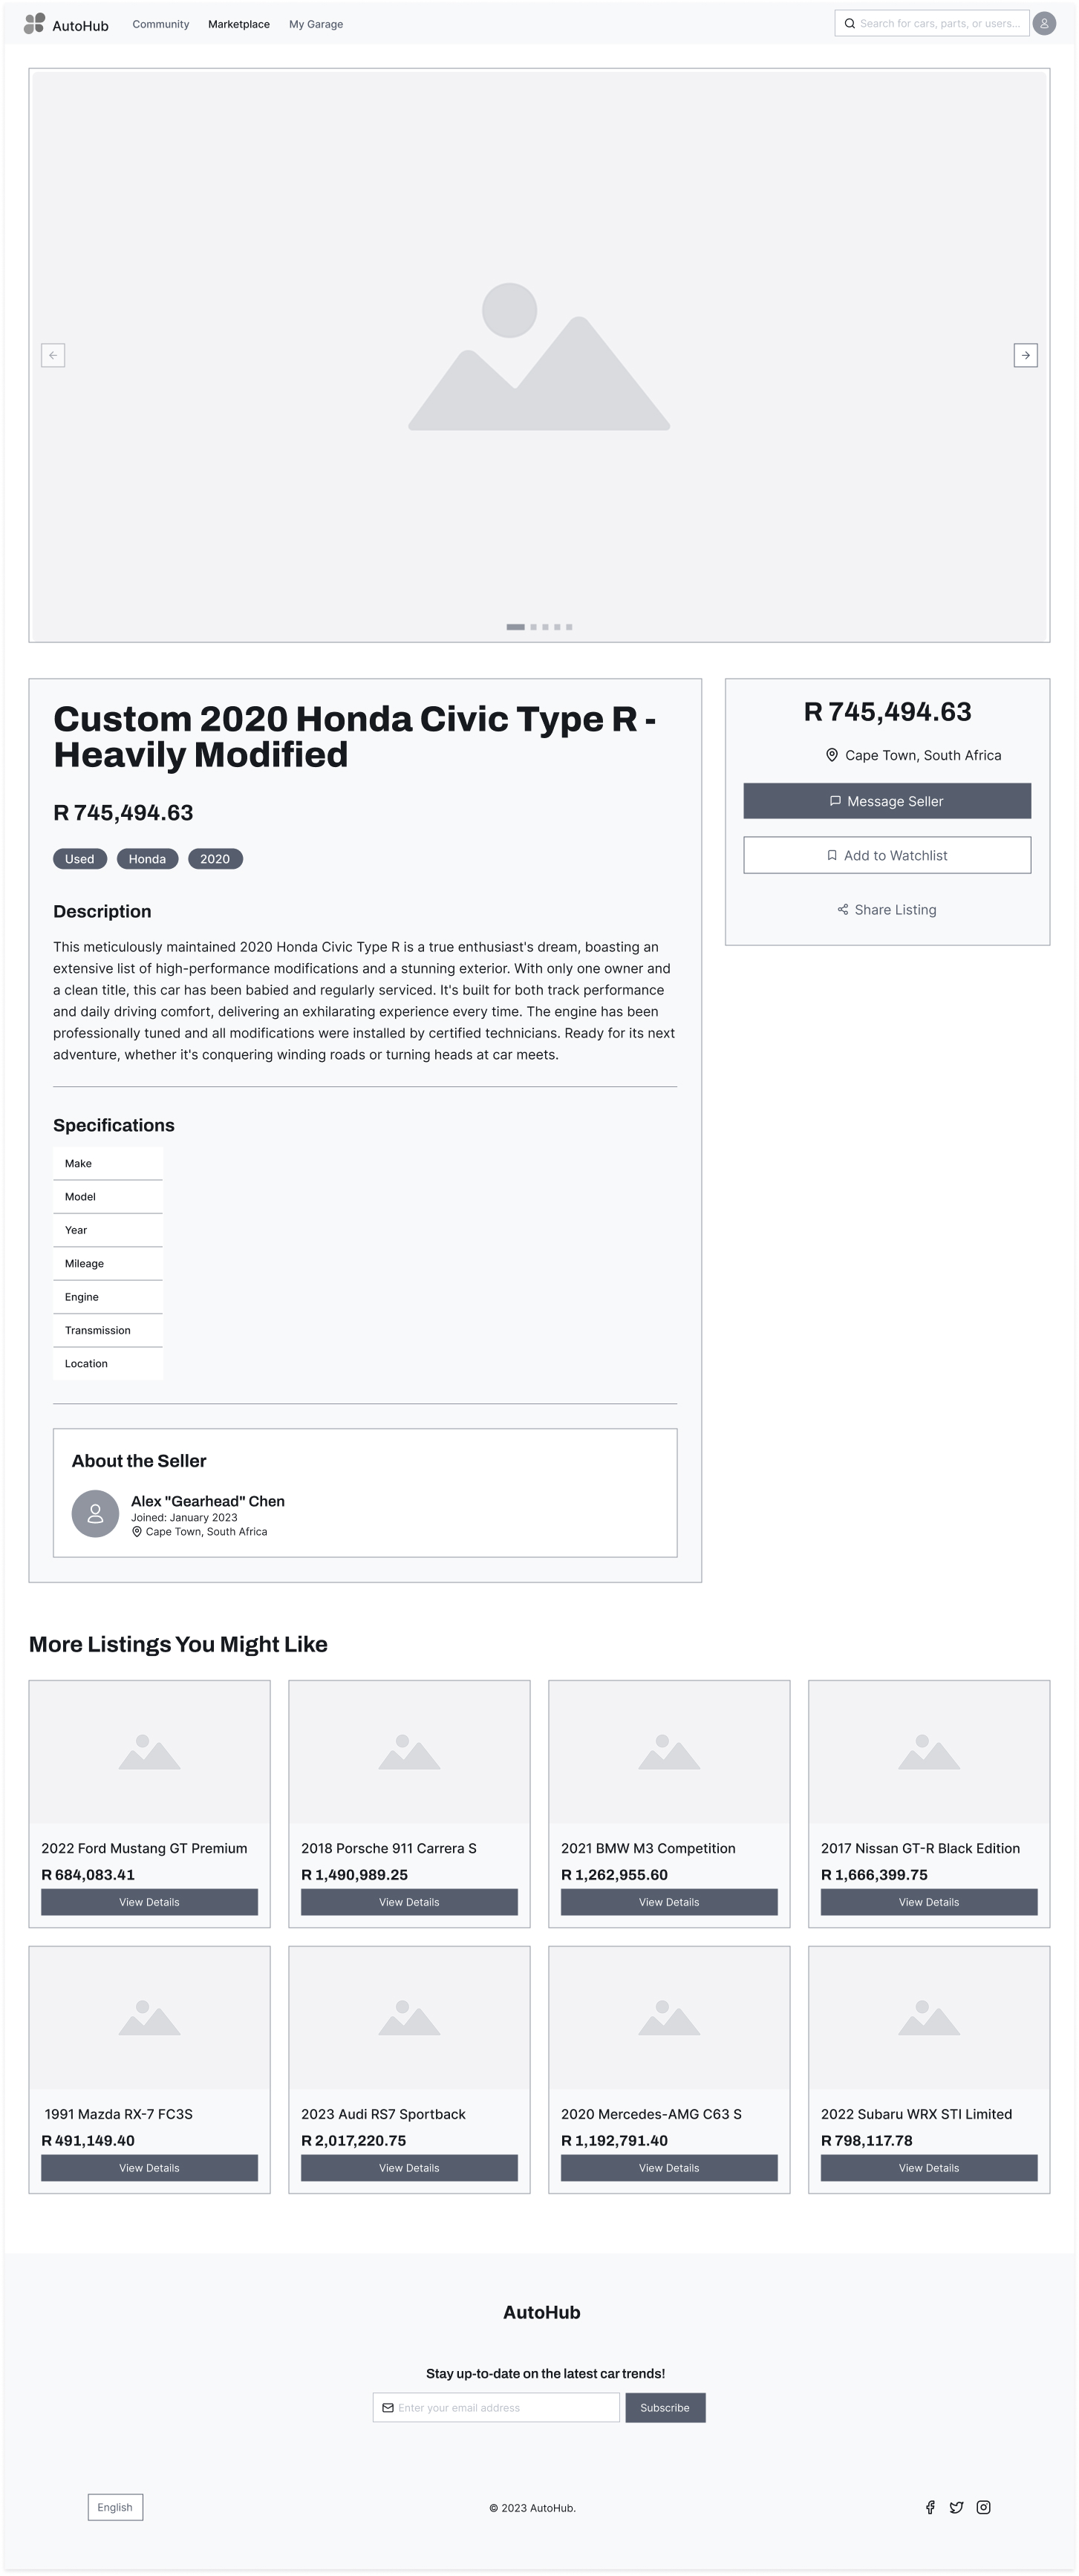 AutoHub
Community
Marketplace
My Garage
Search for cars, parts, or users...
Custom 2020 Honda Civic Type R -
Heavily Modified
R 745,494.63
Used
Honda
2020
Description
This meticulously maintained 2020 Honda Civic Type R is a true enthusiast's dream, boasting an
extensive list of high-performance modifications and a stunning exterior. With only one owner and
a clean title, this car has been babied and regularly serviced. It's built for both track performance
and daily driving comfort, delivering an exhilarating experience every time. The engine has been
professionally tuned and all modifications were installed by certified technicians. Ready for its next
adventure, whether it's conquering winding roads or turning heads at car meets.
Specifications
Make
Model
Year
Mileage
Engine
Transmission
Location
About the Seller
Alex "Gearhead" Chen
Joined: January 2023
Cape Town, South Africa
R 745,494.63
Cape Town, South Africa
Message Seller
Add to Watchlist
Share Listing
More Listings You Might Like
2022 Ford Mustang GT Premium
R 684,083.41
View Details
2018 Porsche 911 Carrera S
R 1,490,989.25
View Details
2021 BMW M3 Competition
R 1,262,955.60
View Details
2017 Nissan GT-R Black Edition
R 1,666,399.75
View Details
1991 Mazda RX-7 FC3S
R 491,149.40
View Details
2023 Audi RS7 Sportback
R 2,017,220.75
View Details
2020 Mercedes-AMG C63 S
R 1,192,791.40
View Details
2022 Subaru WRX STI Limited
R 798,117.78
View Details
AutoHub
Stay up-to-date on the latest car trends!
Enter your email address
Subscribe
English
© 2023 AutoHub.